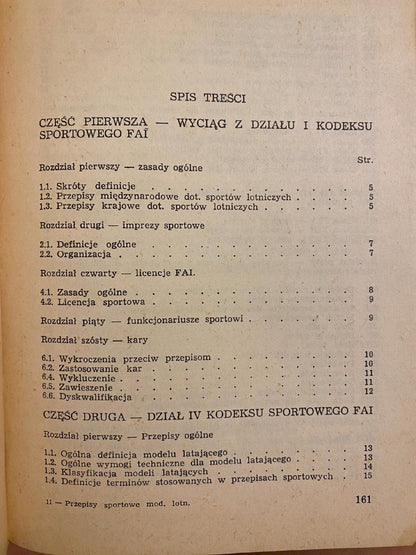 SPIS TREŚCI
CZĘŚĆ PIERWSZA — WYCIĄG Z DZIAŁU I KODEKSU
SPORTOWEGO FAI
Str.
Rozdział pierwszy — zasady ogólne
1.1. Skróty definicje . . . . . . . . . . . 5
1.2. Przepisy międzynarodowe dot. sportów lotniczych . . . 5
1.3. Przepisy krajowe dot. sportów lotniczych . . . . . 5
Rozdział drugi — imprezy sportowe
2.1. Definicje ogólne . . . . . . . . . . . 7
2.2. Organizacja . . . . . . . . . . . . 7
Rozdział czwarty — licencje FAI.
4.1. Zasady ogólne . . . . . . . . . . . 8
4.2. Licencja sportowa . . . . . . . . . . 9
Rozdział piąty — funkcjonariusze sportowi . . . . . 9
Rozdział szósty — kary
6.1. Wykroczenia przeciw przepisom . . . . . . . 10
6.2. Zastosowanie kar . . . . . . . . . . 10
6.4. Wykluczenie . . . . . . . . . . . . 11
6.5. Zawieszenie . . . . . . . . . . . . 11
6.6. Dyskwalifikacja . . . . . . . . . . . 12
CZĘŚĆ DRUGA — DZIAŁ IV KODEKSU SPORTOWEGO FAI
Rozdział pierwszy — Przepisy ogólne
1.1. Ogólna definicja modelu latającego . . . . . . 13
1.2. Ogólne wymogi techniczne dla modelu latającego . . . 13
1.3. Klasyfikacja modeli latających . . . . . . . 14
1.4. Definicje terminów stosowanych w przepisach sportowych . 15
11 — Przepisy sportowe mod. lotn.
161